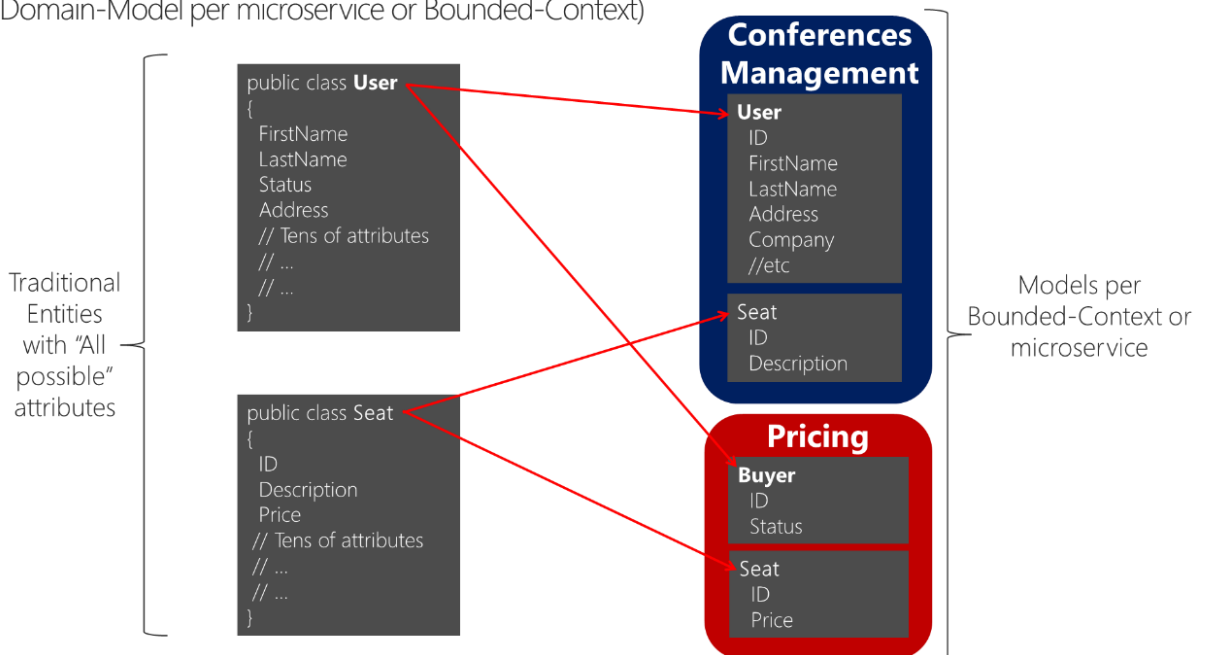 Domain-Model per microservice or Bounded-Context)
Traditional
Entities
with “All
possible”
attributes
public class User
{
FirstName
LastName
Status
Address
// Tens of attributes
// ...
// ...
}
public class Seat
{
ID
Description
Price
// Tens of attributes
// ...
// ...
}
Conferences
Management
User
ID
FirstName
LastName
Address
Company
//etc
Seat
ID
Description
Pricing
Buyer
ID
Status
Seat
ID
Price
Models per
Bounded-Context or
microservice